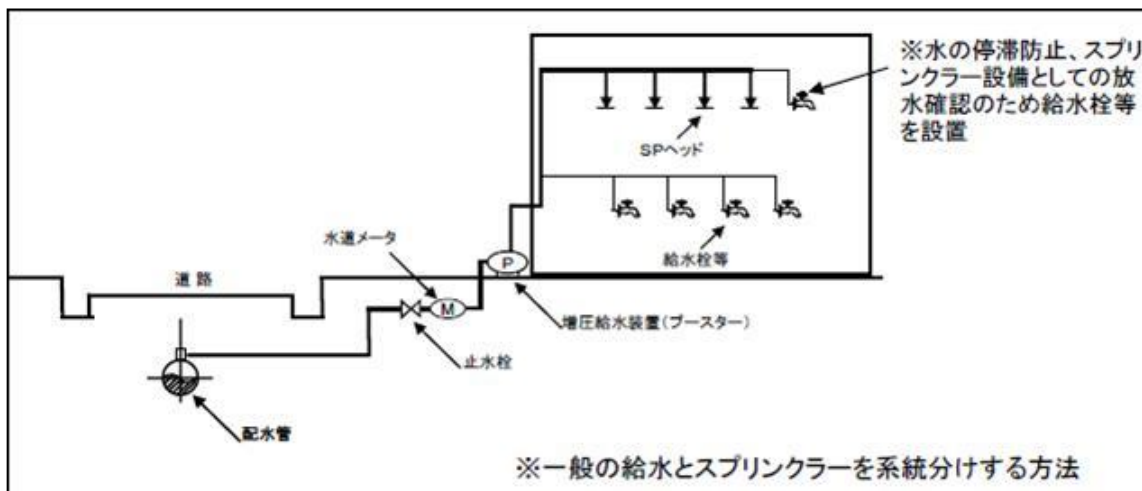 ※水の停滞防止、スプリ
ンクラー設備としての放
水確認のため給水栓等
を設置
SPヘッド
水道メータ
P
給水栓等
道路
M
増圧給水装置(ブースター)
止水栓
配水管
※一般の給水とスプリンクラーを系統分けする方法